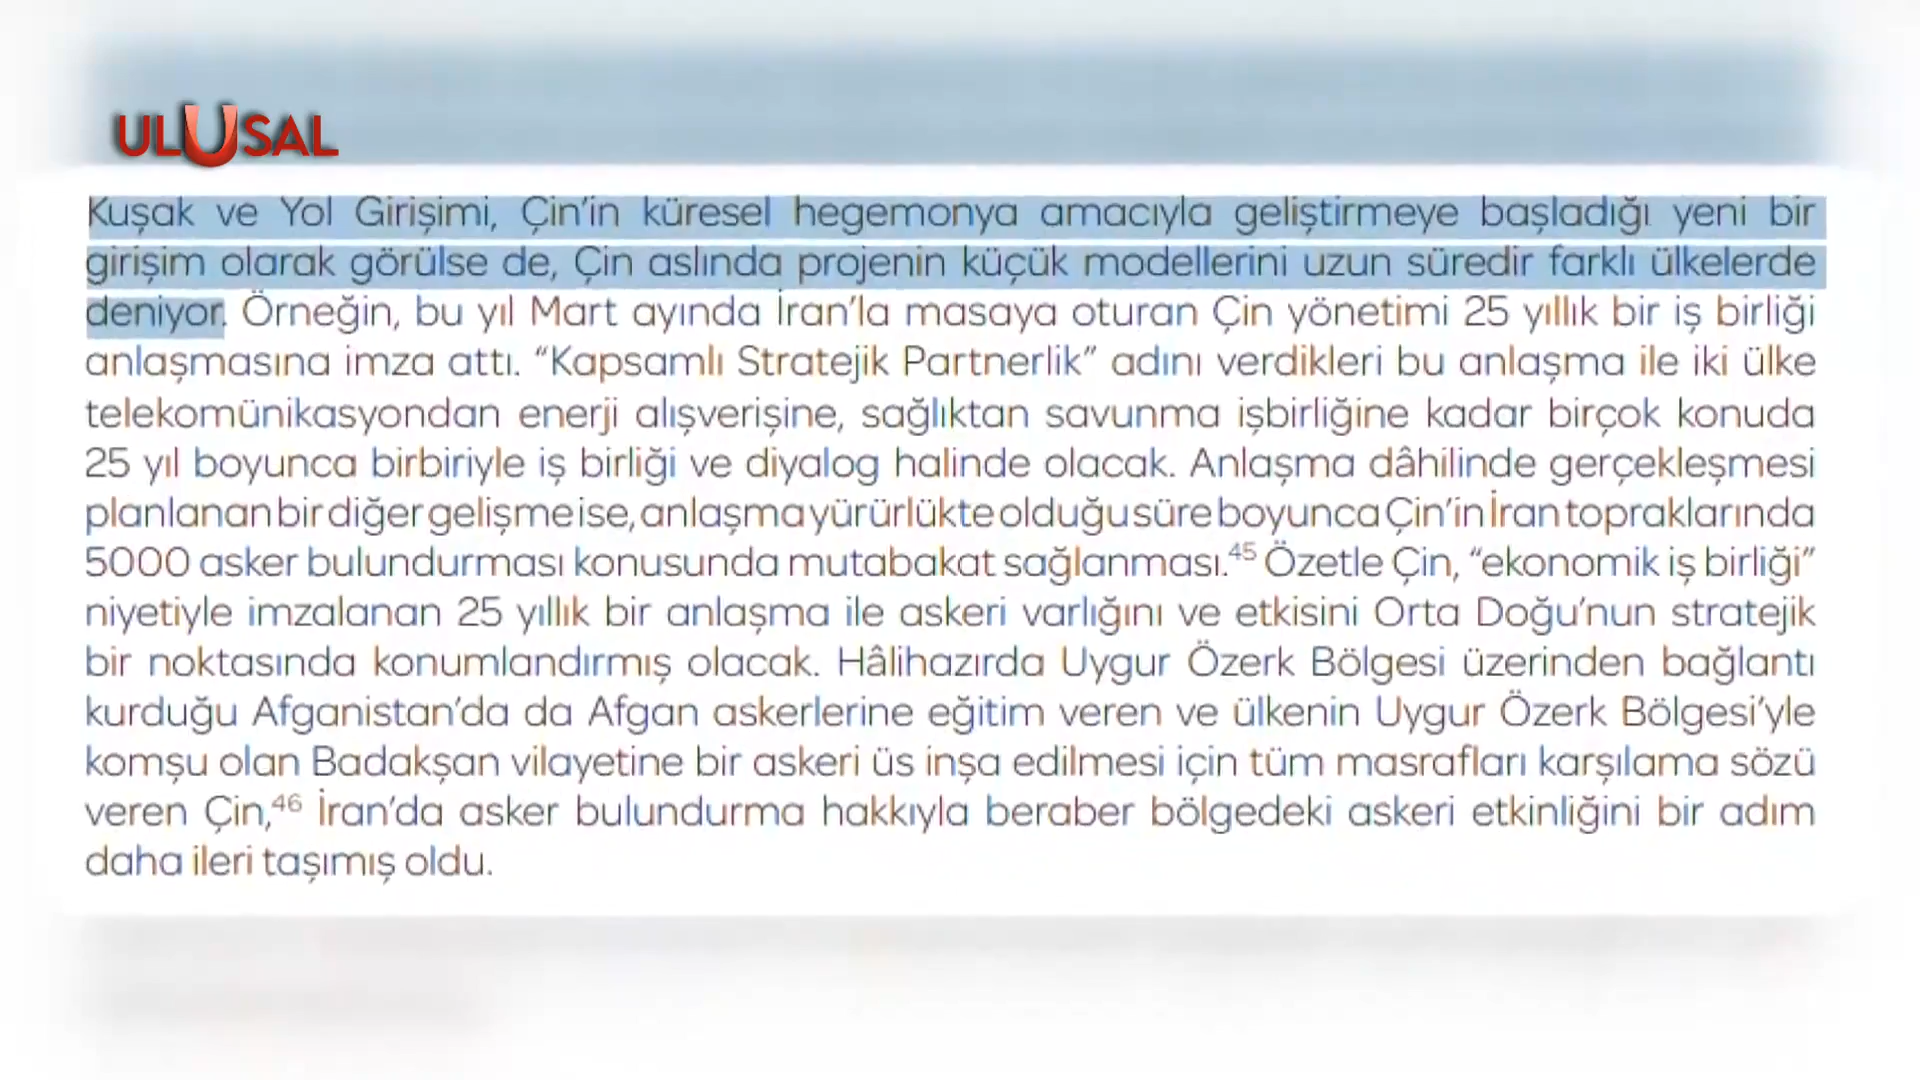 ULUSAL
Kuşak ve Yol Girişimi, Çin’in küresel hegemonya amacıyla geliştirmeye başladığı yeni bir
girişim olarak görülse de, Çin aslında projenin küçük modellerini uzun süredir farklı ülkelerde
deniyor. Örneğin, bu yıl Mart ayında İran’la masaya oturan Çin yönetimi 25 yıllık bir iş birliği
anlaşmasına imza attı. “Kapsamlı Stratejik Partnerlik” adını verdikleri bu anlaşma ile iki ülke
telekomünikasyondan enerji alışverişine, sağlıktan savunma işbirliğine kadar birçok konuda
25 yıl boyunca birbiriyle iş birliği ve diyalog halinde olacak. Anlaşma dâhilinde gerçekleşmesi
planlanan bir diğer gelişme ise, anlaşma yürürlükte olduğu süre boyunca Çin’in İran topraklarında
5000 asker bulundurması konusunda mutabakat sağlanması.⁴⁵ Özetle Çin, “ekonomik iş birliği”
niyetiyle imzalanan 25 yıllık bir anlaşma ile askeri varlığını ve etkisini Orta Doğu’nun stratejik
bir noktasında konumlandırmış olacak. Hâlihazırda Uygur Özerk Bölgesi üzerinden bağlantı
kurduğu Afganistan’da da Afgan askerlerine eğitim veren ve ülkenin Uygur Özerk Bölgesi’yle
komşu olan Badakşan vilayetine bir askeri üs inşa edilmesi için tüm masrafları karşılama sözü
veren Çin,⁴⁶ İran’da asker bulundurma hakkıyla beraber bölgedeki askeri etkinliğini bir adım
daha ileri taşımış oldu.